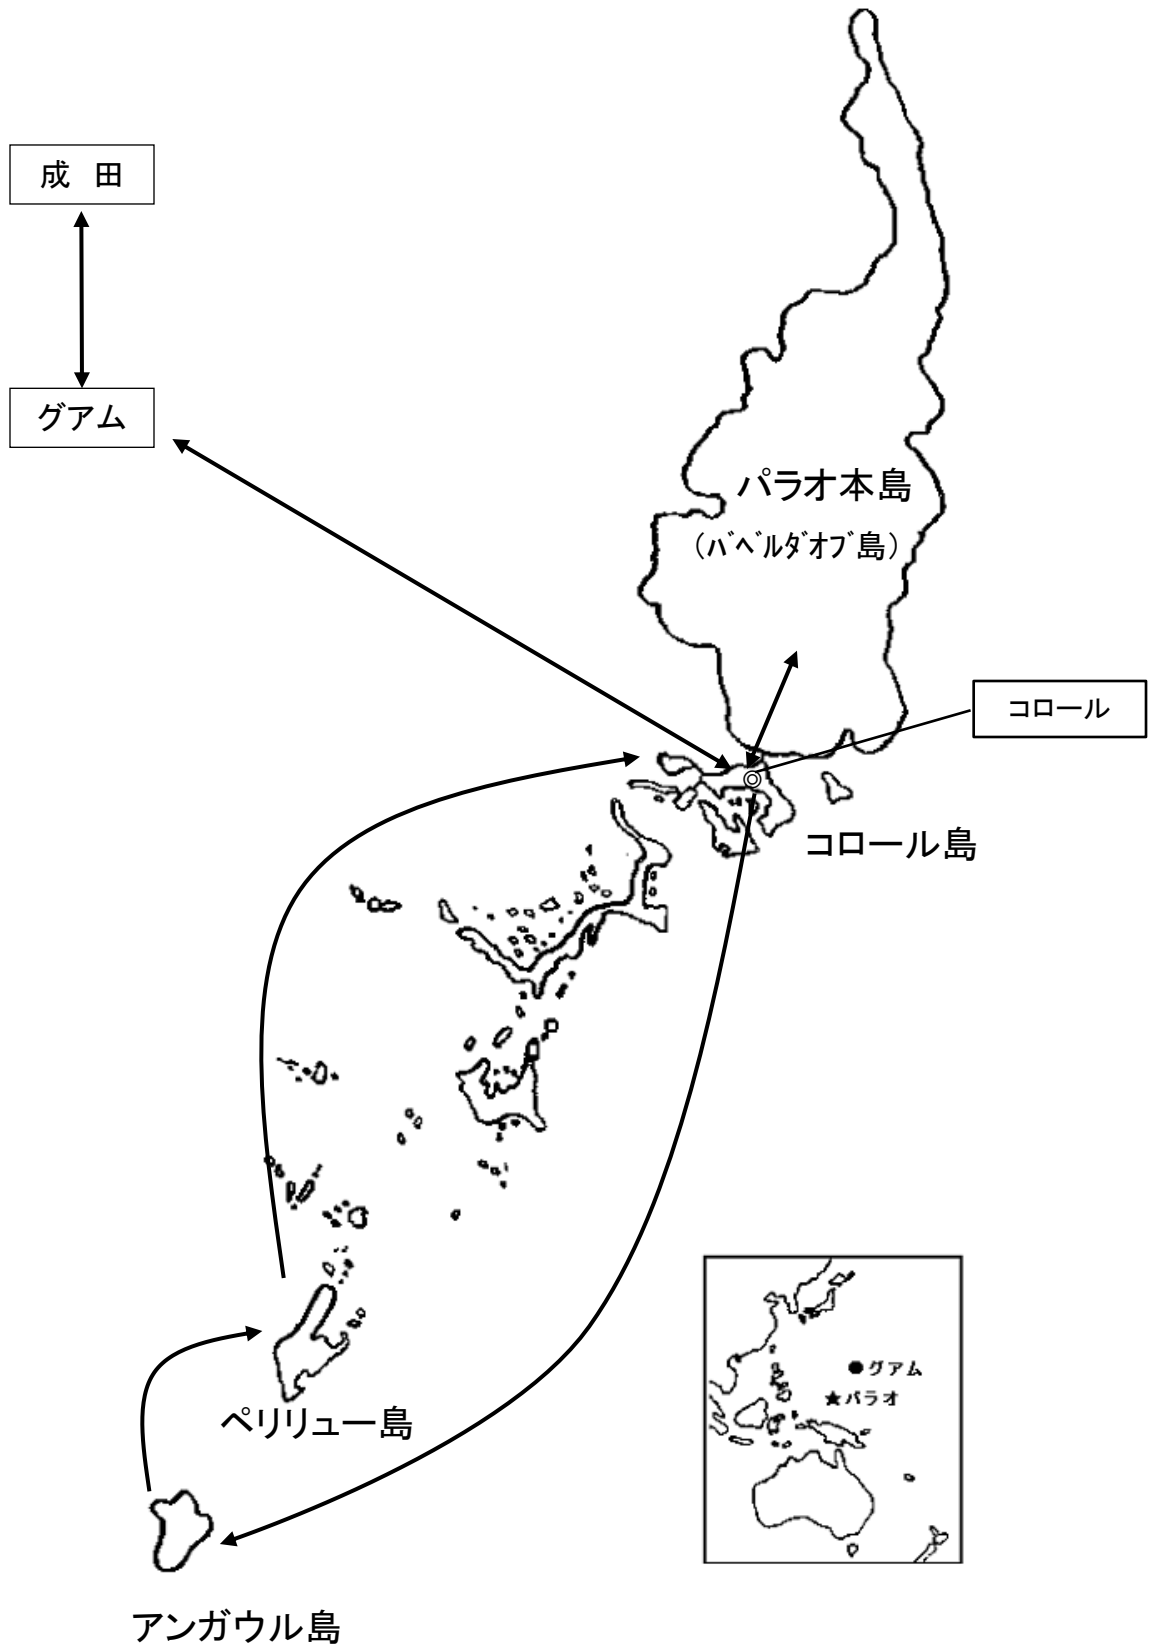 成 田
グアム
パラオ本島
（ﾊﾞﾍﾞﾙﾀﾞｵﾌﾞ島）
コロール
コロール島
●グアム
★パラオ
ペリリュー島
アンガウル島